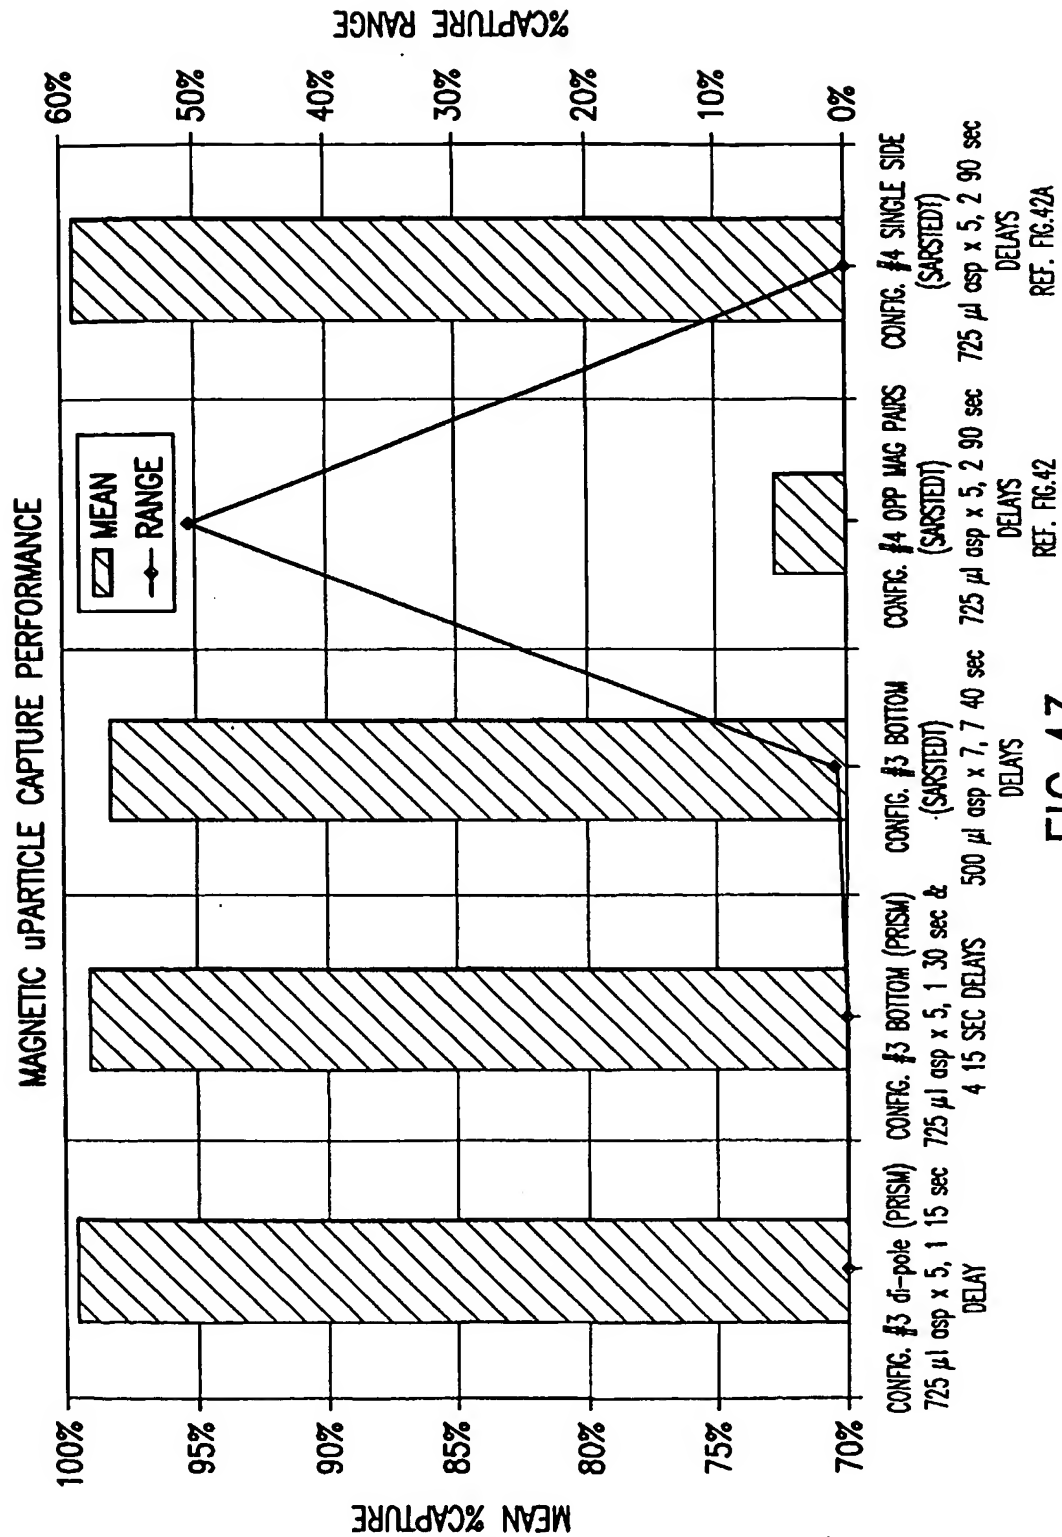 MAGNETIC uPARTICLE CAPTURE PERFORMANCE
MEAN %CAPTURE
100%
95%
90%
85%
80%
75%
70%
MEAN
RANGE
%CAPTURE RANGE
60%
50%
40%
30%
20%
10%
0%
CONFIG. #3 di-pole (PRISM)
725 µl asp x 5, 1 15 sec
DELAY
CONFIG. #3 BOTTOM (PRISM)
725 µl asp x 5, 1 30 sec &
4 15 SEC DELAYS
CONFIG. #3 BOTTOM
(SARSTEDT)
500 µl asp x 7, 7 40 sec
DELAYS
CONFIG. #4 OPP MAG PAIRS
(SARSTEDT)
725 µl asp x 5, 2 90 sec
DELAYS
REF. FIG.42
CONFIG. #4 SINGLE SIDE
(SARSTEDT)
725 µl asp x 5, 2 90 sec
DELAYS
REF. FIG.42A